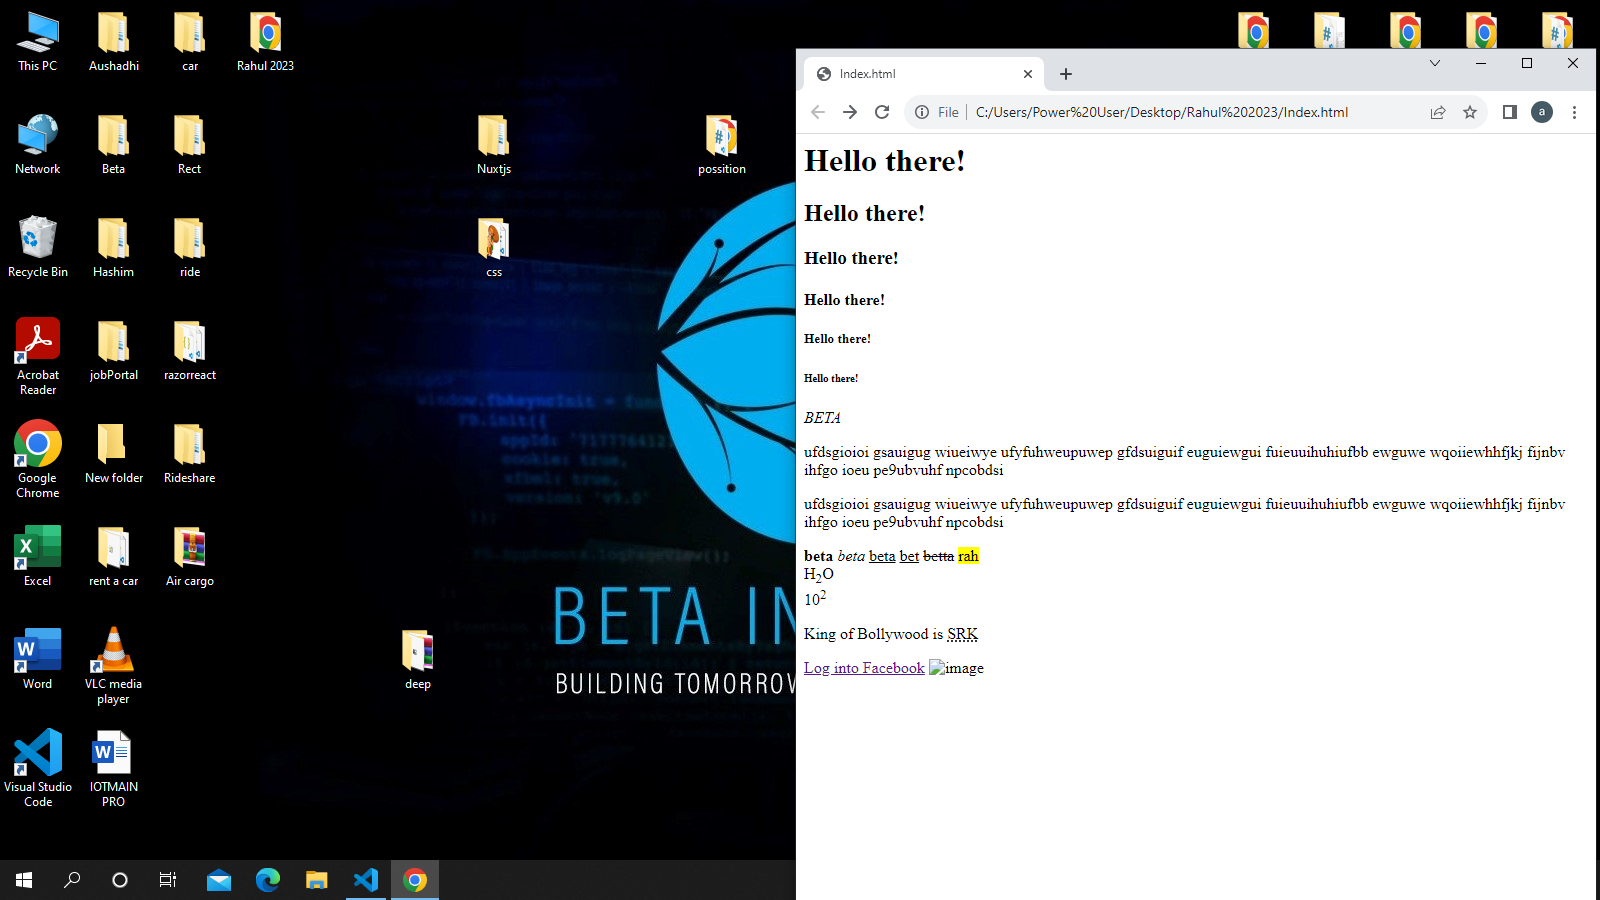 This PC
Aushadhi
car
Rahul 2023
Network
Beta
Rect
Nuxtjs
possition
Recycle Bin
Hashim
ride
css
Acrobat
Reader
jobPortal
razorreact
Google
Chrome
New folder
Rideshare
Excel
rent a car
Air cargo
Word
VLC media
player
deep
Visual Studio
Code
IOTMAIN
PRO
BETA IN
BUILDING TOMORROW
Index.html
File
C:/Users/Power%20User/Desktop/Rahul%202023/Index.html
a
Hello there!
Hello there!
Hello there!
Hello there!
Hello there!
Hello there!
BETA
ufdsgioioi gsauigug wiueiwye ufyfuhweupuwep gfdsuiguif euguiewgui fuieuuihuhiufbb ewguwe wqoiiewhhfjkj fijnbv
ihfgo ioeu pe9ubvuhf npcobdsi
ufdsgioioi gsauigug wiueiwye ufyfuhweupuwep gfdsuiguif euguiewgui fuieuuihuhiufbb ewguwe wqoiiewhhfjkj fijnbv
ihfgo ioeu pe9ubvuhf npcobdsi
beta beta beta bet betta rah
H₂O
10²
King of Bollywood is SRK
Log into Facebook image